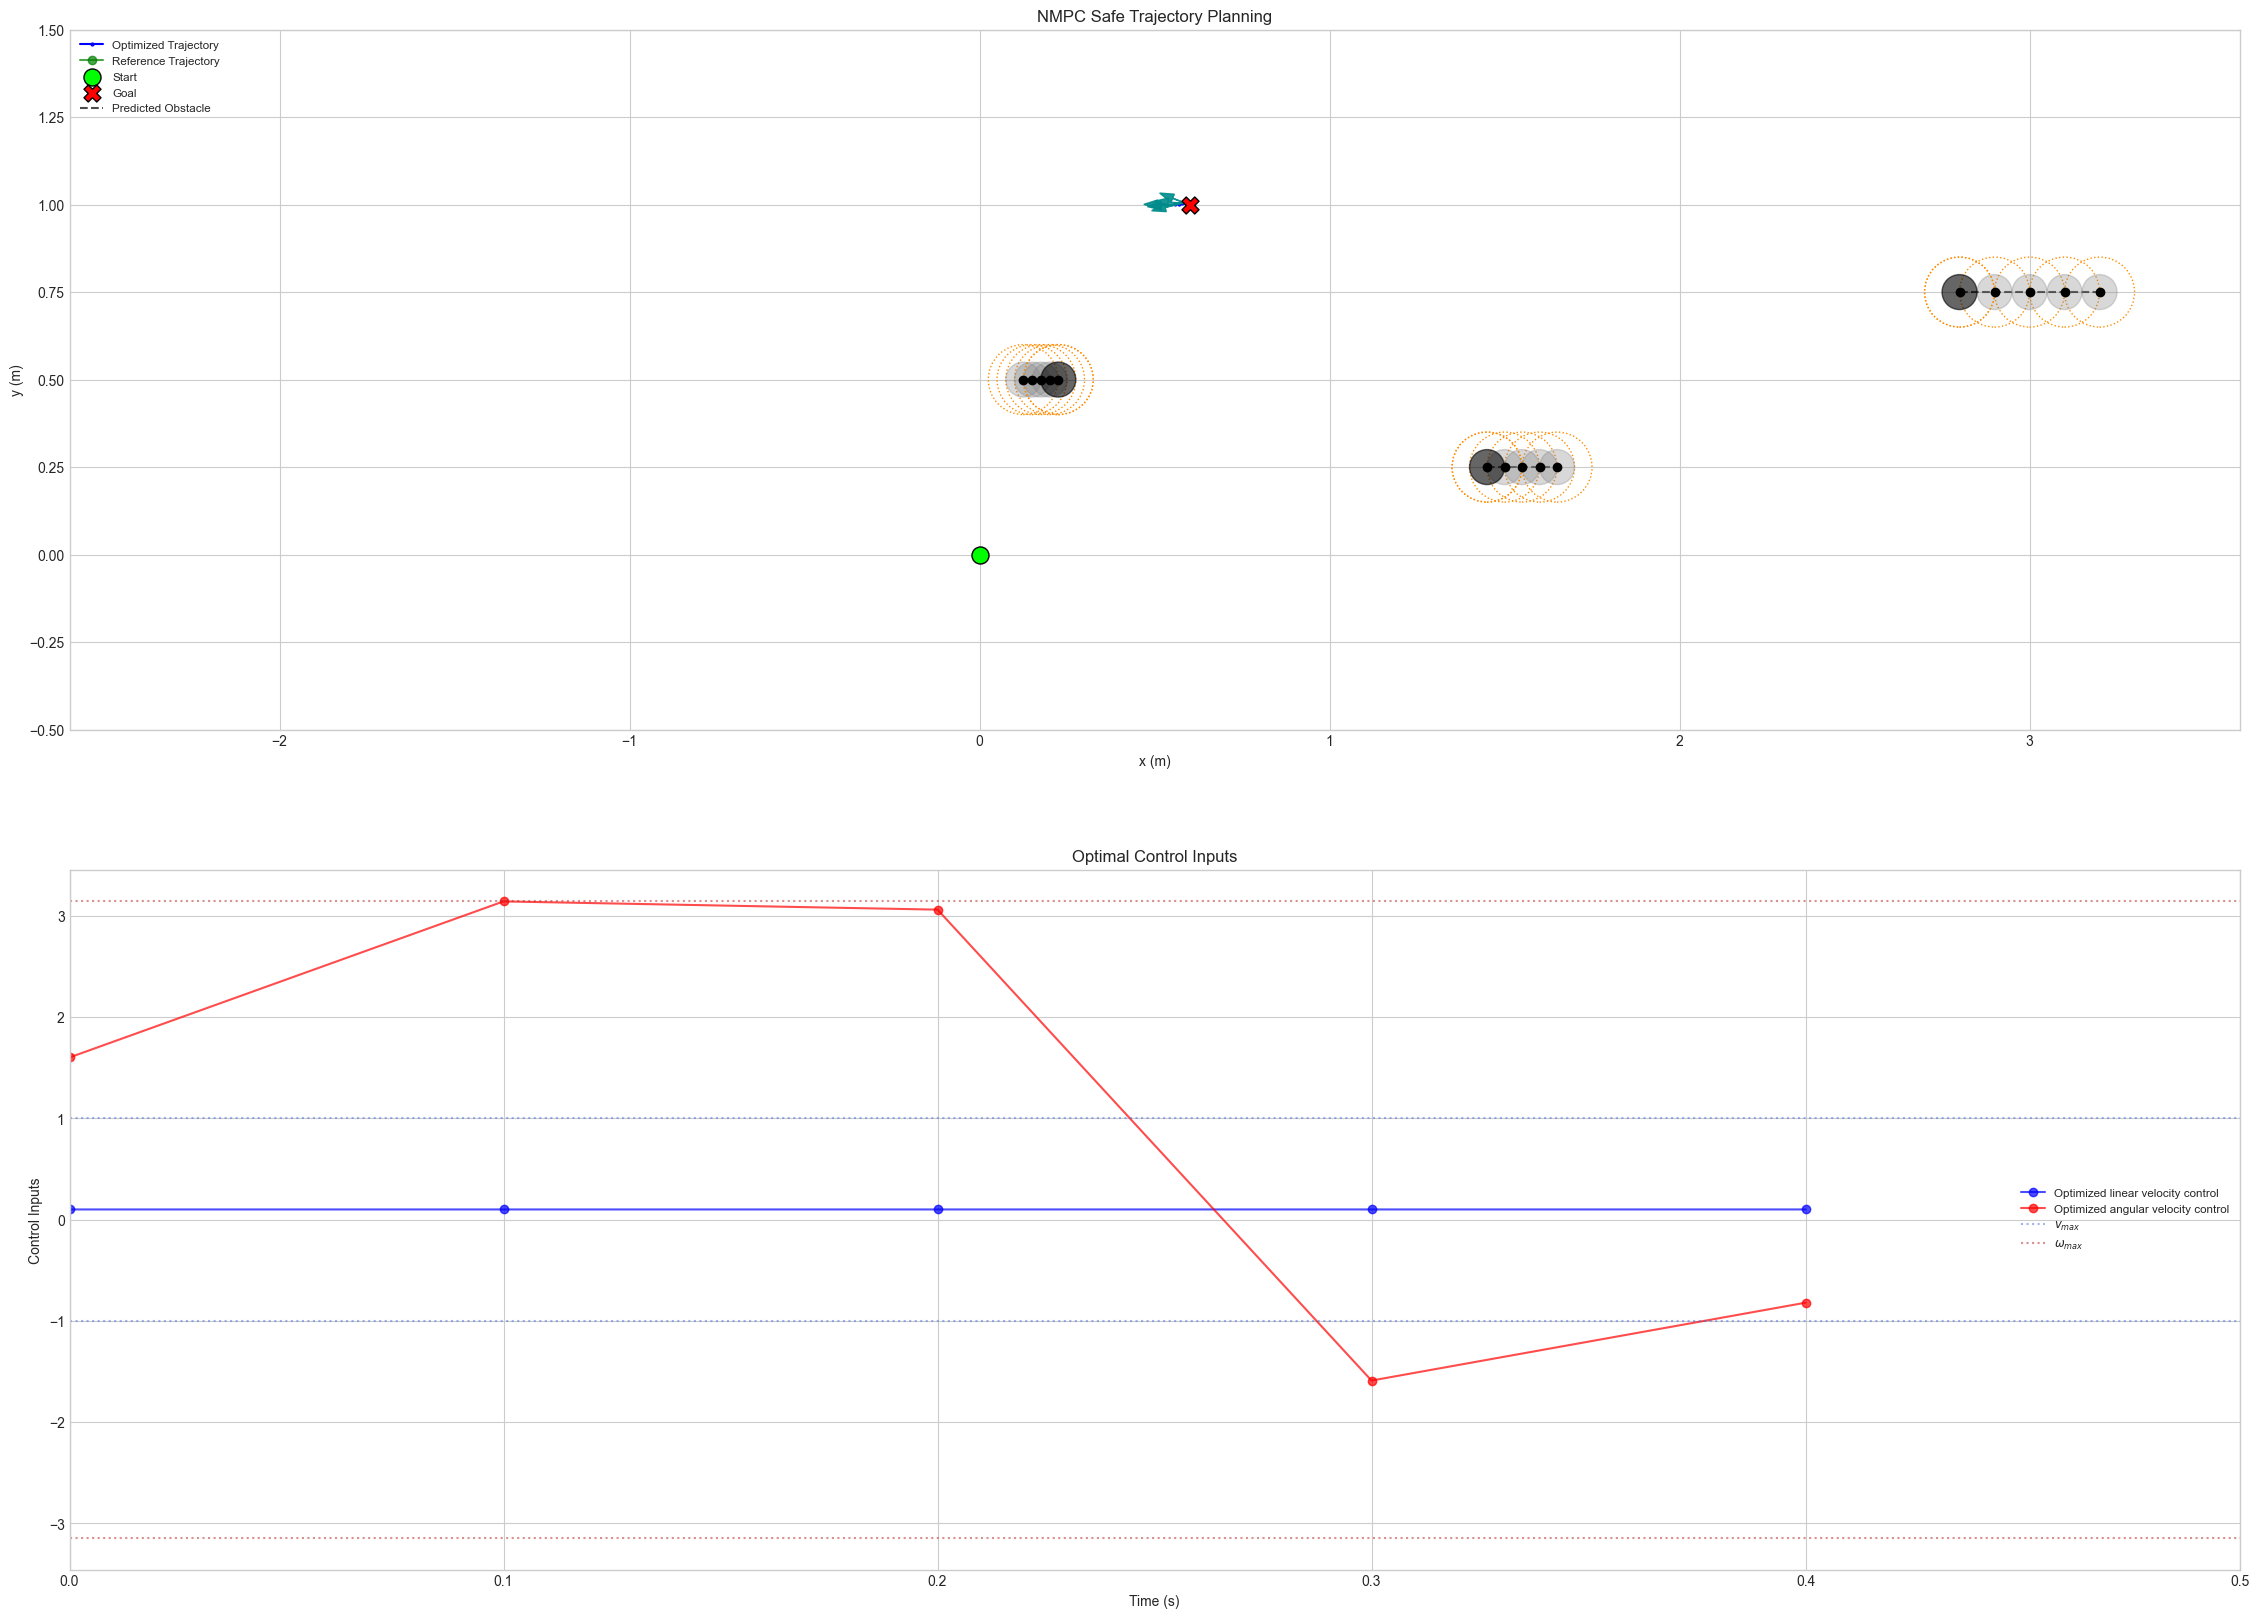 NMPC Safe Trajectory Planning
Optimized Trajectory
Reference Trajectory
Start
Goal
Predicted Obstacle
y (m)
1.50
1.25
1.00
0.75
0.50
0.25
0.00
−0.25
−0.50
−2 −1 0 1 2 3
x (m)
Optimal Control Inputs
Control Inputs
3
2
1
0
−1
−2
−3
Optimized linear velocity control
Optimized angular velocity control
v_max
ω_max
0.0 0.1 0.2 0.3 0.4 0.5
Time (s)